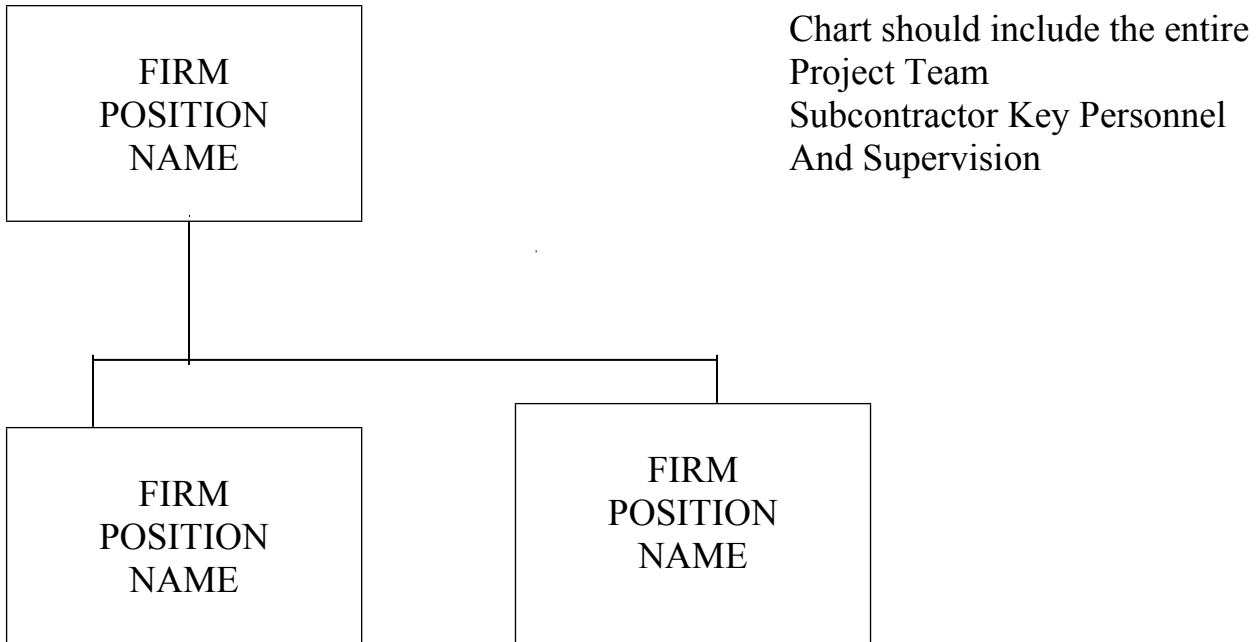 FIRM
POSITION
NAME
Chart should include the entire
Project Team
Subcontractor Key Personnel
And Supervision
FIRM
POSITION
NAME
FIRM
POSITION
NAME